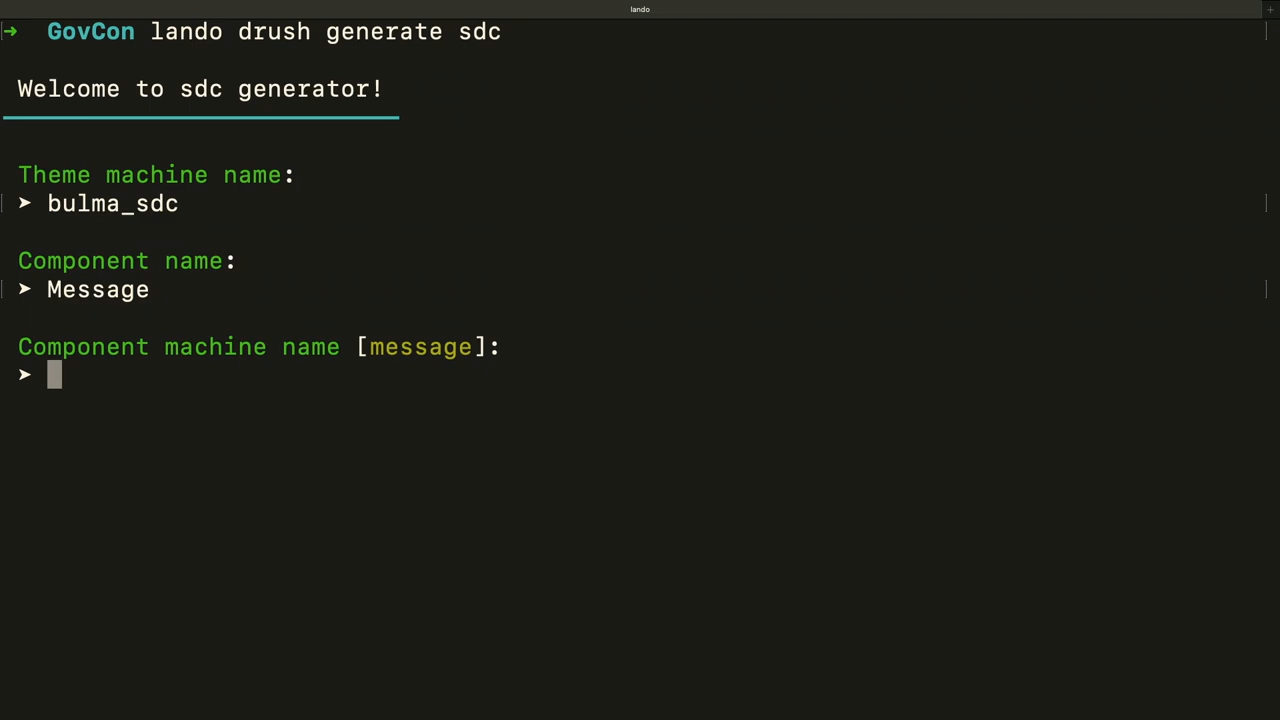 lando
➜ GovCon lando drush generate sdc
Welcome to sdc generator!
Theme machine name:
➤ bulma_sdc
Component name:
➤ Message
Component machine name [message]:
➤